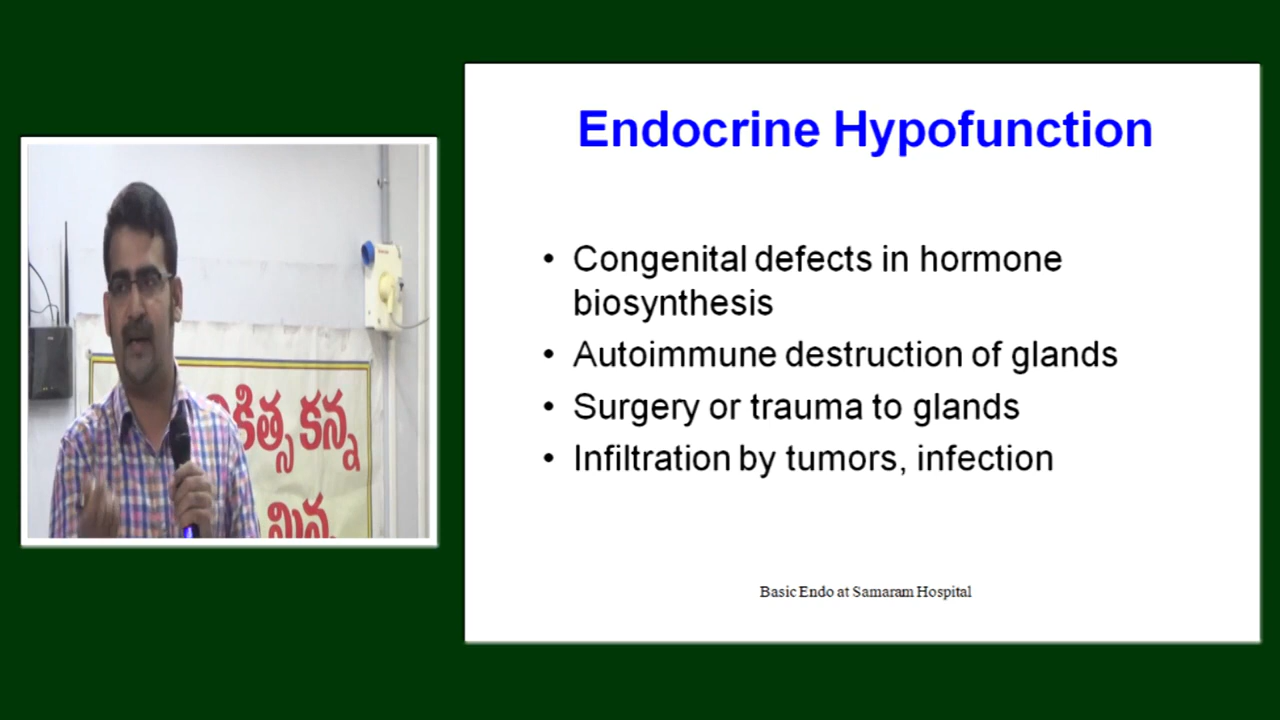 Endocrine Hypofunction
• Congenital defects in hormone
biosynthesis
• Autoimmune destruction of glands
• Surgery or trauma to glands
• Infiltration by tumors, infection
Basic Endo at Samaram Hospital
కన్న